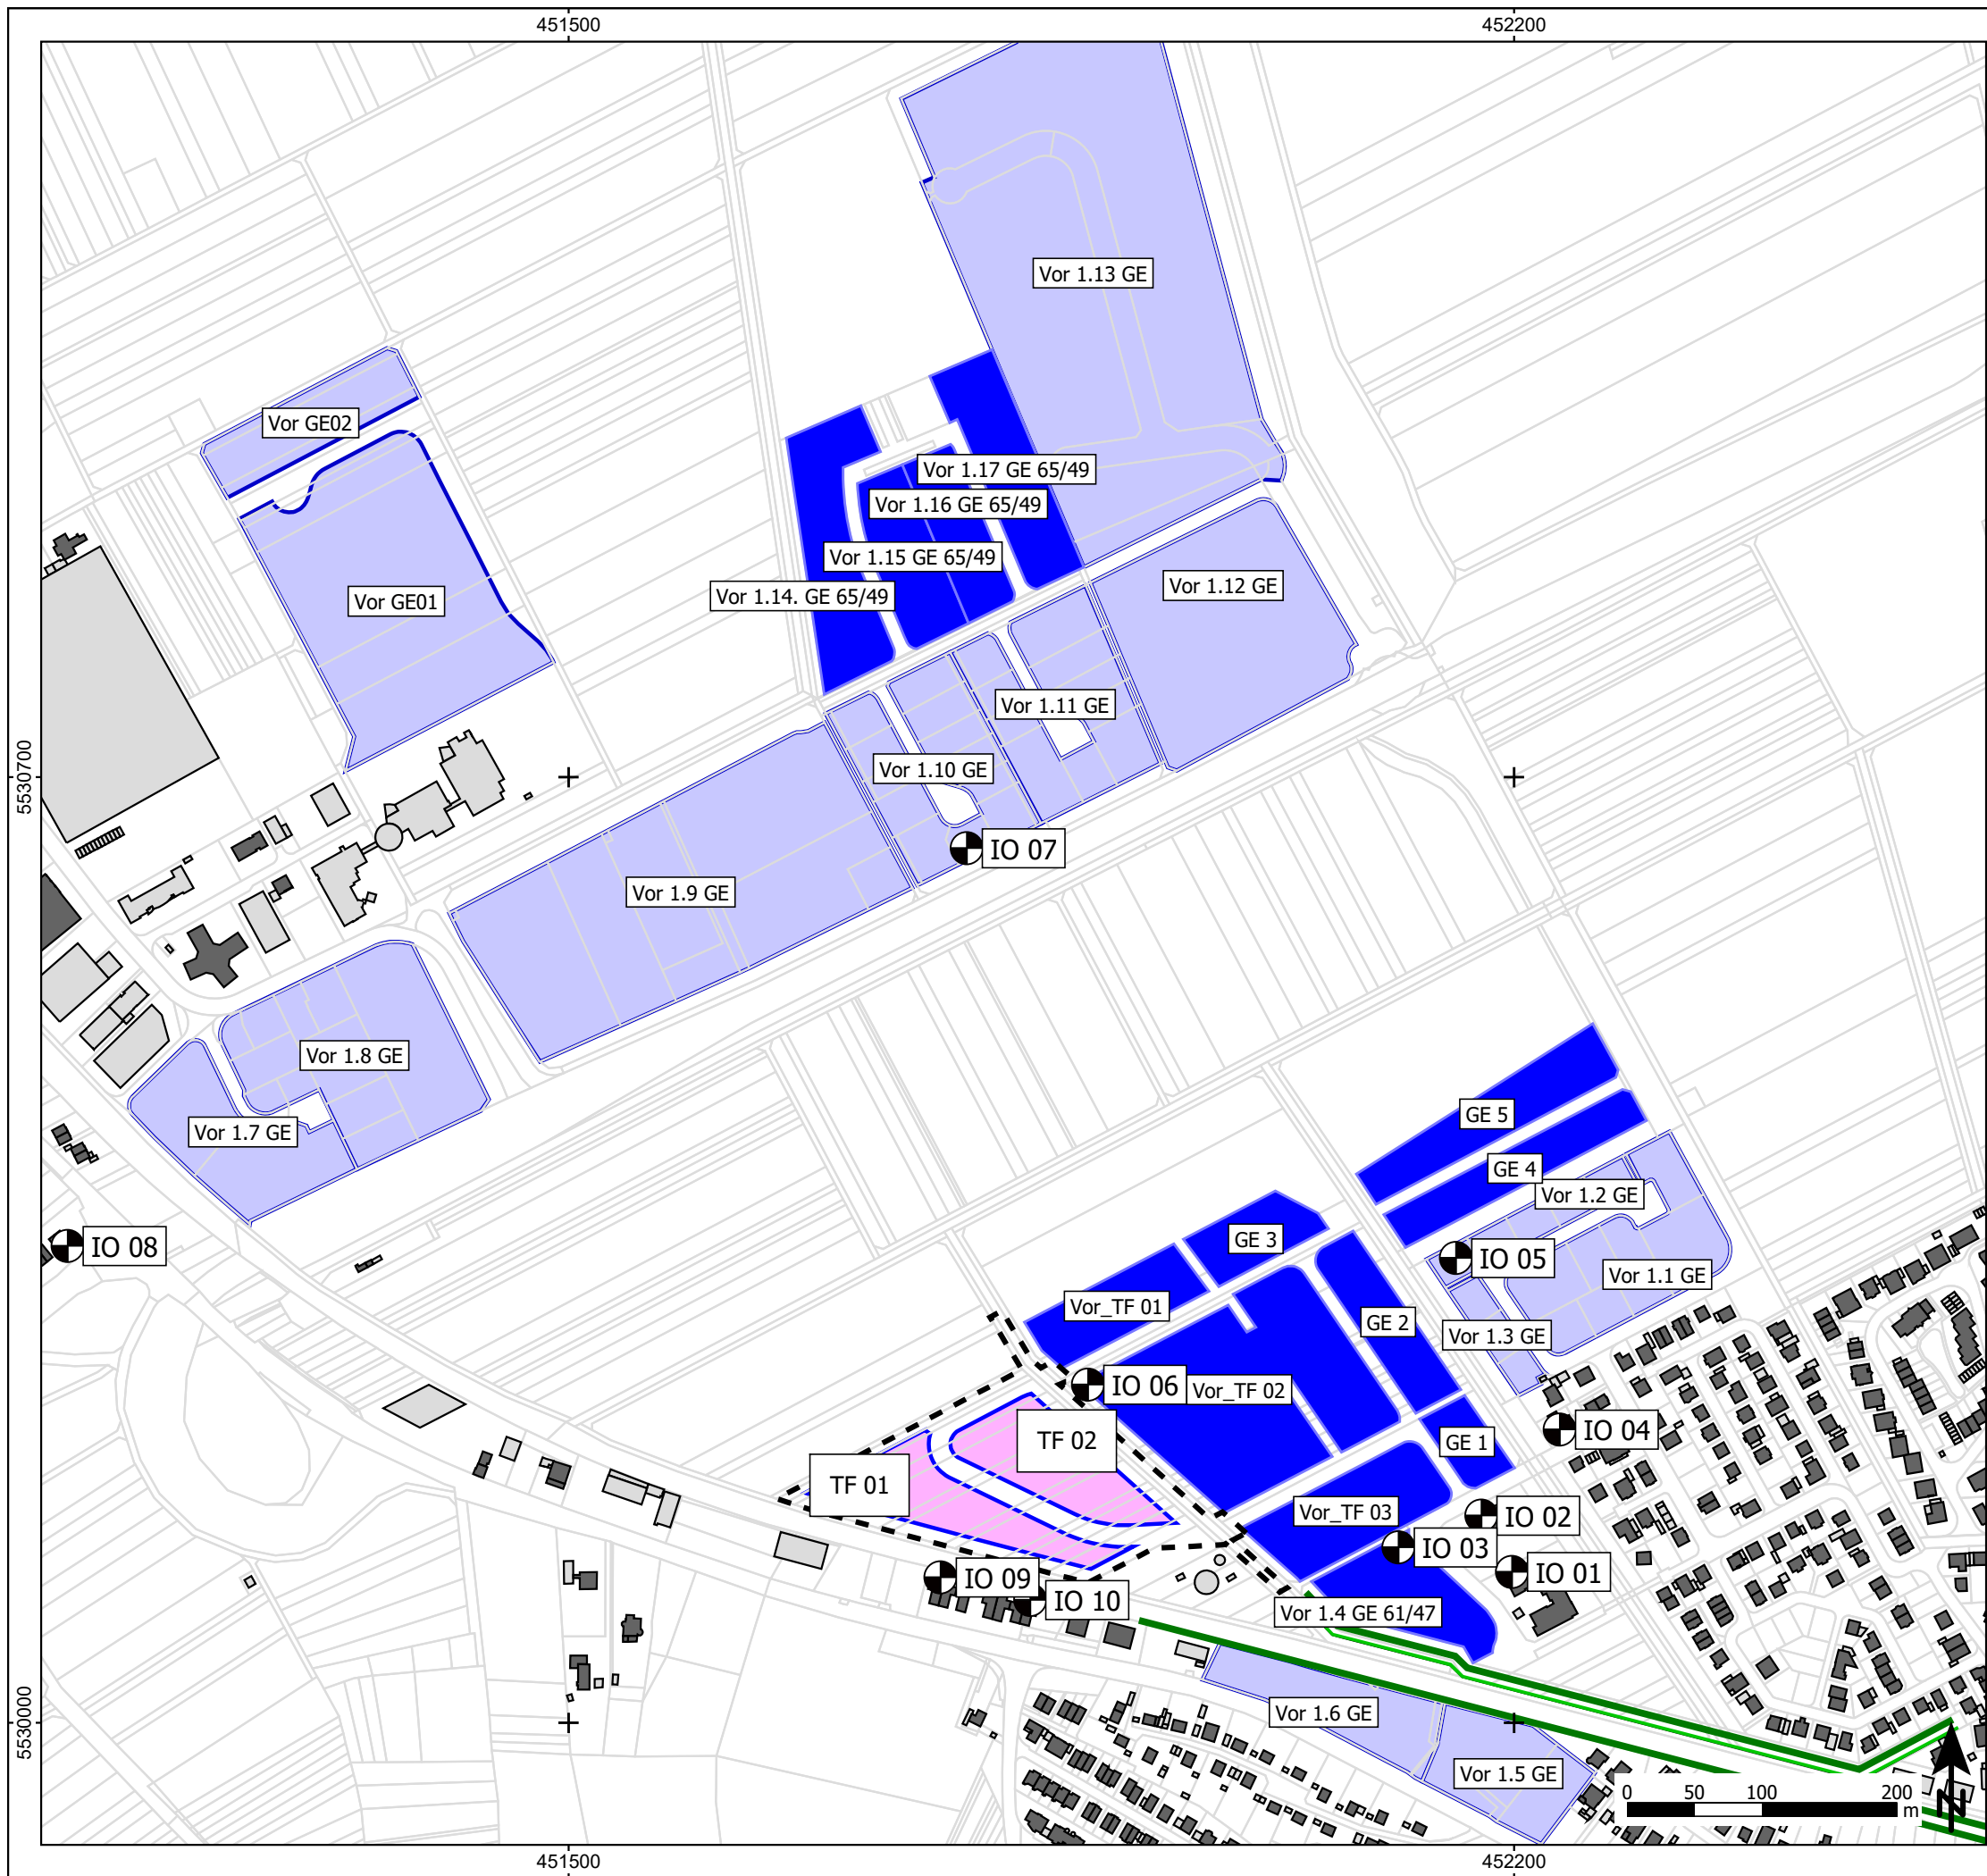 451500
452200
Vor 1.13 GE
Vor GE02
Vor 1.17 GE 65/49
Vor 1.16 GE 65/49
Vor 1.15 GE 65/49
Vor 1.14. GE 65/49
Vor 1.12 GE
Vor GE01
Vor 1.11 GE
Vor 1.10 GE
5530700
IO 07
Vor 1.9 GE
Vor 1.8 GE
Vor 1.7 GE
GE 5
GE 4
Vor 1.2 GE
GE 3
IO 08
IO 05
Vor 1.1 GE
Vor_TF 01
GE 2
Vor 1.3 GE
IO 06
Vor_TF 02
IO 04
TF 02
GE 1
TF 01
Vor_TF 03
IO 02
IO 03
IO 01
IO 09
IO 10
Vor 1.4 GE 61/47
Vor 1.6 GE
5530000
Vor 1.5 GE
0 50 100 200
m
N
451500
452200